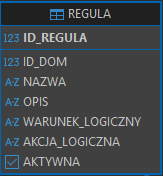 REGULA
123 ID_REGULA
123 ID_DOM
A-Z NAZWA
A-Z OPIS
A-Z WARUNEK_LOGICZNY
A-Z AKCJA_LOGICZNA
AKTYWNA